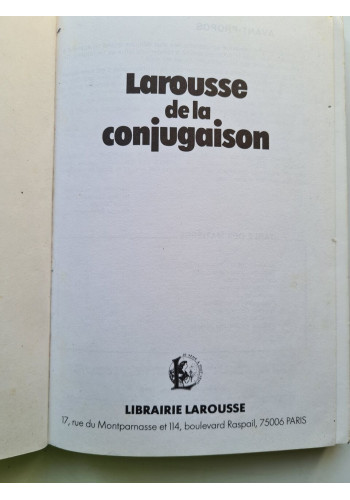 Larousse
de la
conjugaison
LIBRAIRIE LAROUSSE
17, rue du Montparnasse et 114, boulevard Raspail, 75006 PARIS